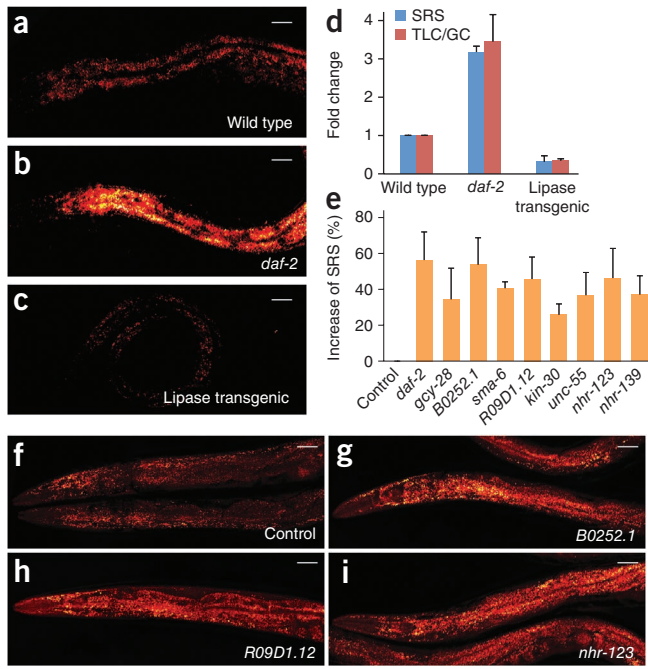 a
Wild type
b
daf-2
c
Lipase transgenic
d
SRS
TLC/GC
Fold change
4
3
2
1
0
Wild type
daf-2
Lipase
transgenic
e
Increase of SRS (%)
80
60
40
20
0
Control
daf-2
gcy-28
B0252.1
sma-6
R09D1.12
kin-30
unc-55
nhr-123
nhr-139
f
Control
g
B0252.1
h
R09D1.12
i
nhr-123